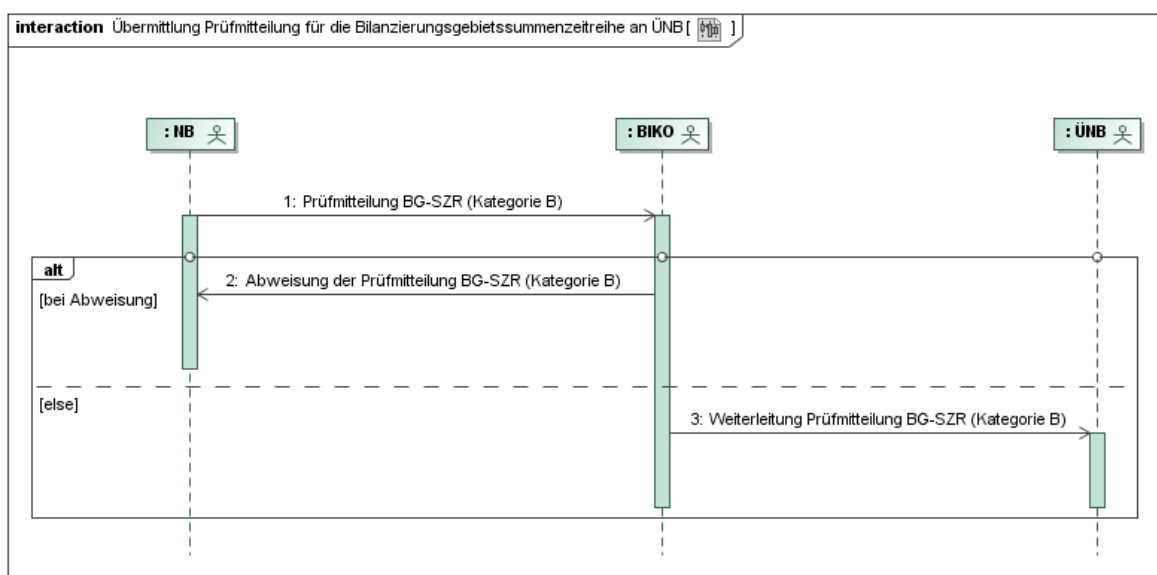 interaction Übermittlung Prüfmitteilung für die Bilanzierungsgebietssummenzeitreihe an ÜNB [ ]
: NB
: BIKO
: ÜNB
1: Prüfmitteilung BG-SZR (Kategorie B)
alt
2: Abweisung der Prüfmitteilung BG-SZR (Kategorie B)
[bei Abweisung]
[else]
3: Weiterleitung Prüfmitteilung BG-SZR (Kategorie B)